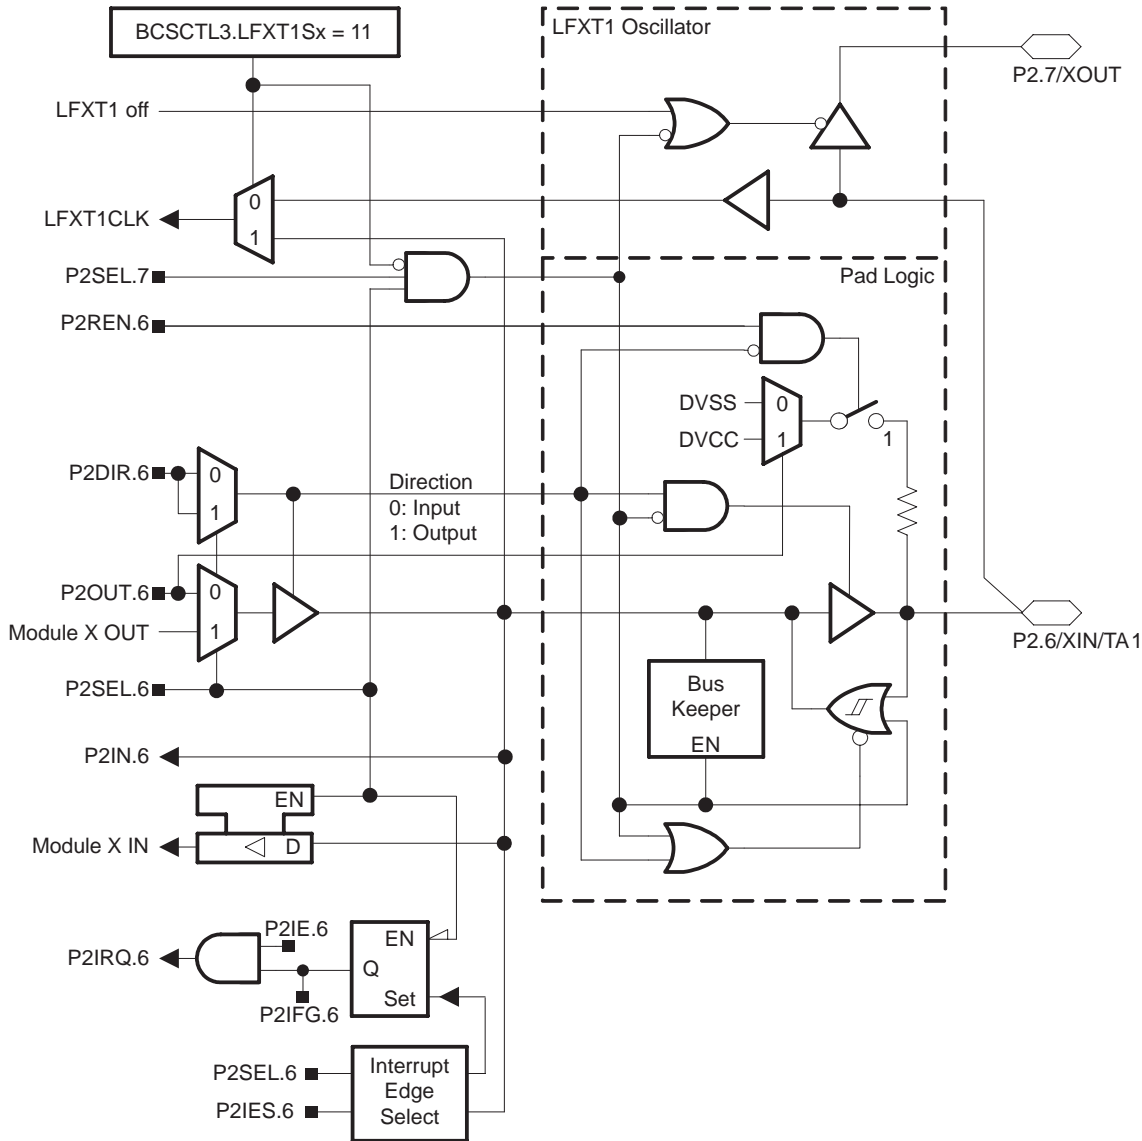 BCSCTL3.LFXT1Sx = 11
LFXT1 Oscillator
P2.7/XOUT
LFXT1 off
0
LFXT1CLK
1
P2SEL.7
Pad Logic
P2REN.6
DVSS
0
DVCC
1
1
P2DIR.6
0
1
Direction
0: Input
1: Output
P2OUT.6
0
Module X OUT
1
P2.6/XIN/TA1
P2SEL.6
Bus
Keeper
EN
P2IN.6
EN
Module X IN
D
P2IE.6
EN
P2IRQ.6
Q
Set
P2IFG.6
P2SEL.6
P2IES.6
Interrupt
Edge
Select